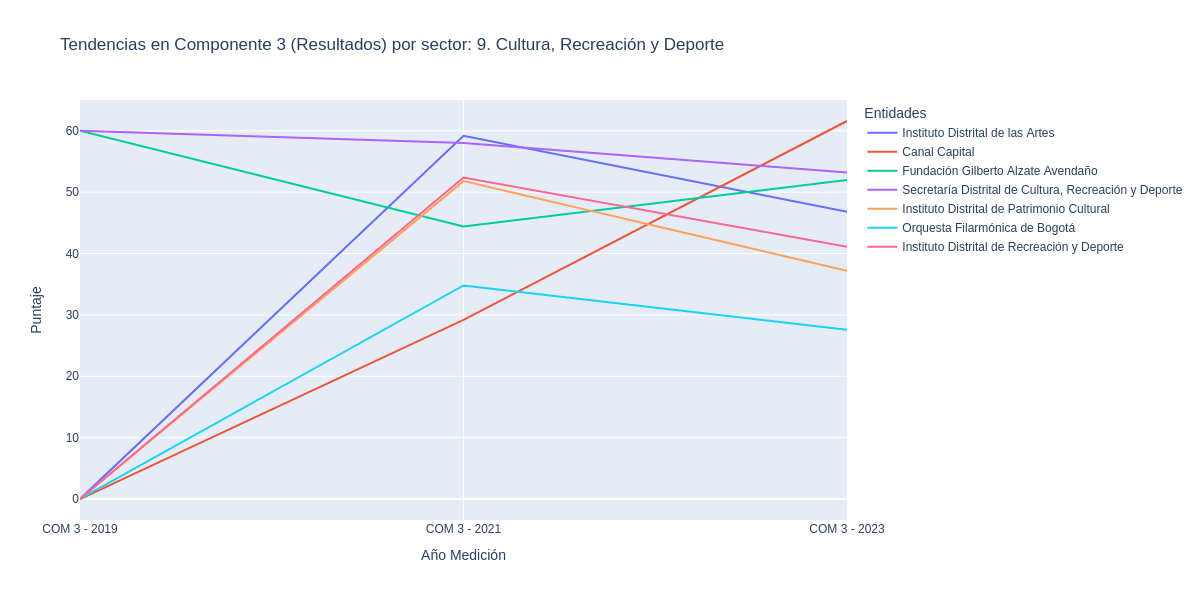 Tendencias en Componente 3 (Resultados) por sector: 9. Cultura, Recreación y Deporte
Entidades
Instituto Distrital de las Artes
Canal Capital
Fundación Gilberto Alzate Avendaño
Secretaría Distrital de Cultura, Recreación y Deporte
Instituto Distrital de Patrimonio Cultural
Orquesta Filarmónica de Bogotá
Instituto Distrital de Recreación y Deporte
Puntaje
60
50
40
30
20
10
0
COM 3 - 2019
COM 3 - 2021
COM 3 - 2023
Año Medición